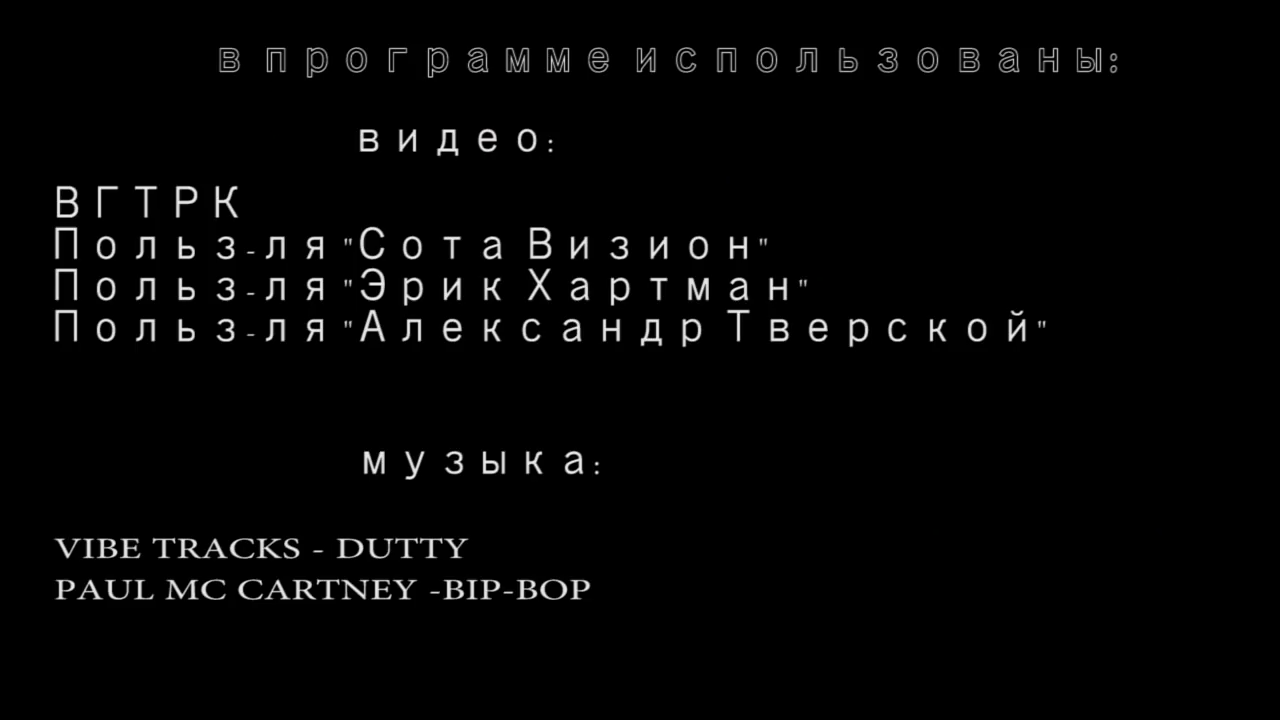 в программе использованы:
видео:
ВГТРК
Польз-ля "Сота Визион"
Польз-ля "Эрик Хартман"
Польз-ля "Александр Тверской"
музыка:
VIBE TRACKS - DUTTY
PAUL MC CARTNEY -BIP-BOP